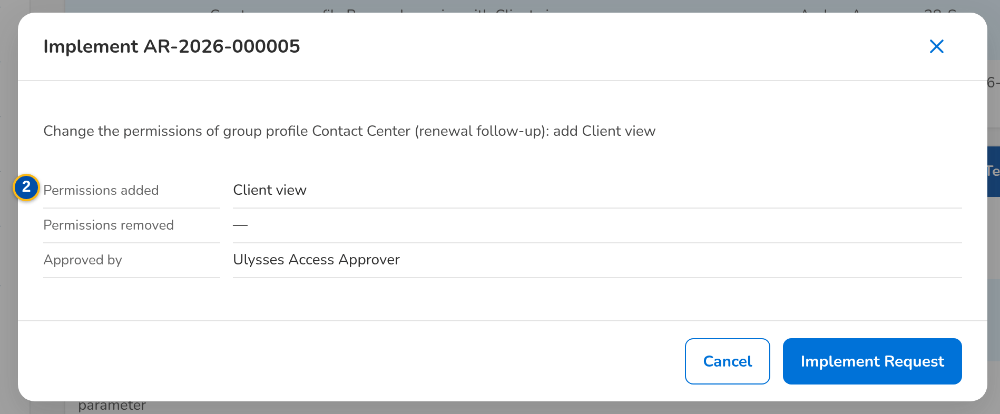 Implement AR-2026-000005
Change the permissions of group profile Contact Center (renewal follow-up): add Client view
2
Permissions added Client view
Permissions removed —
Approved by Ulysses Access Approver
Cancel Implement Request
parameter